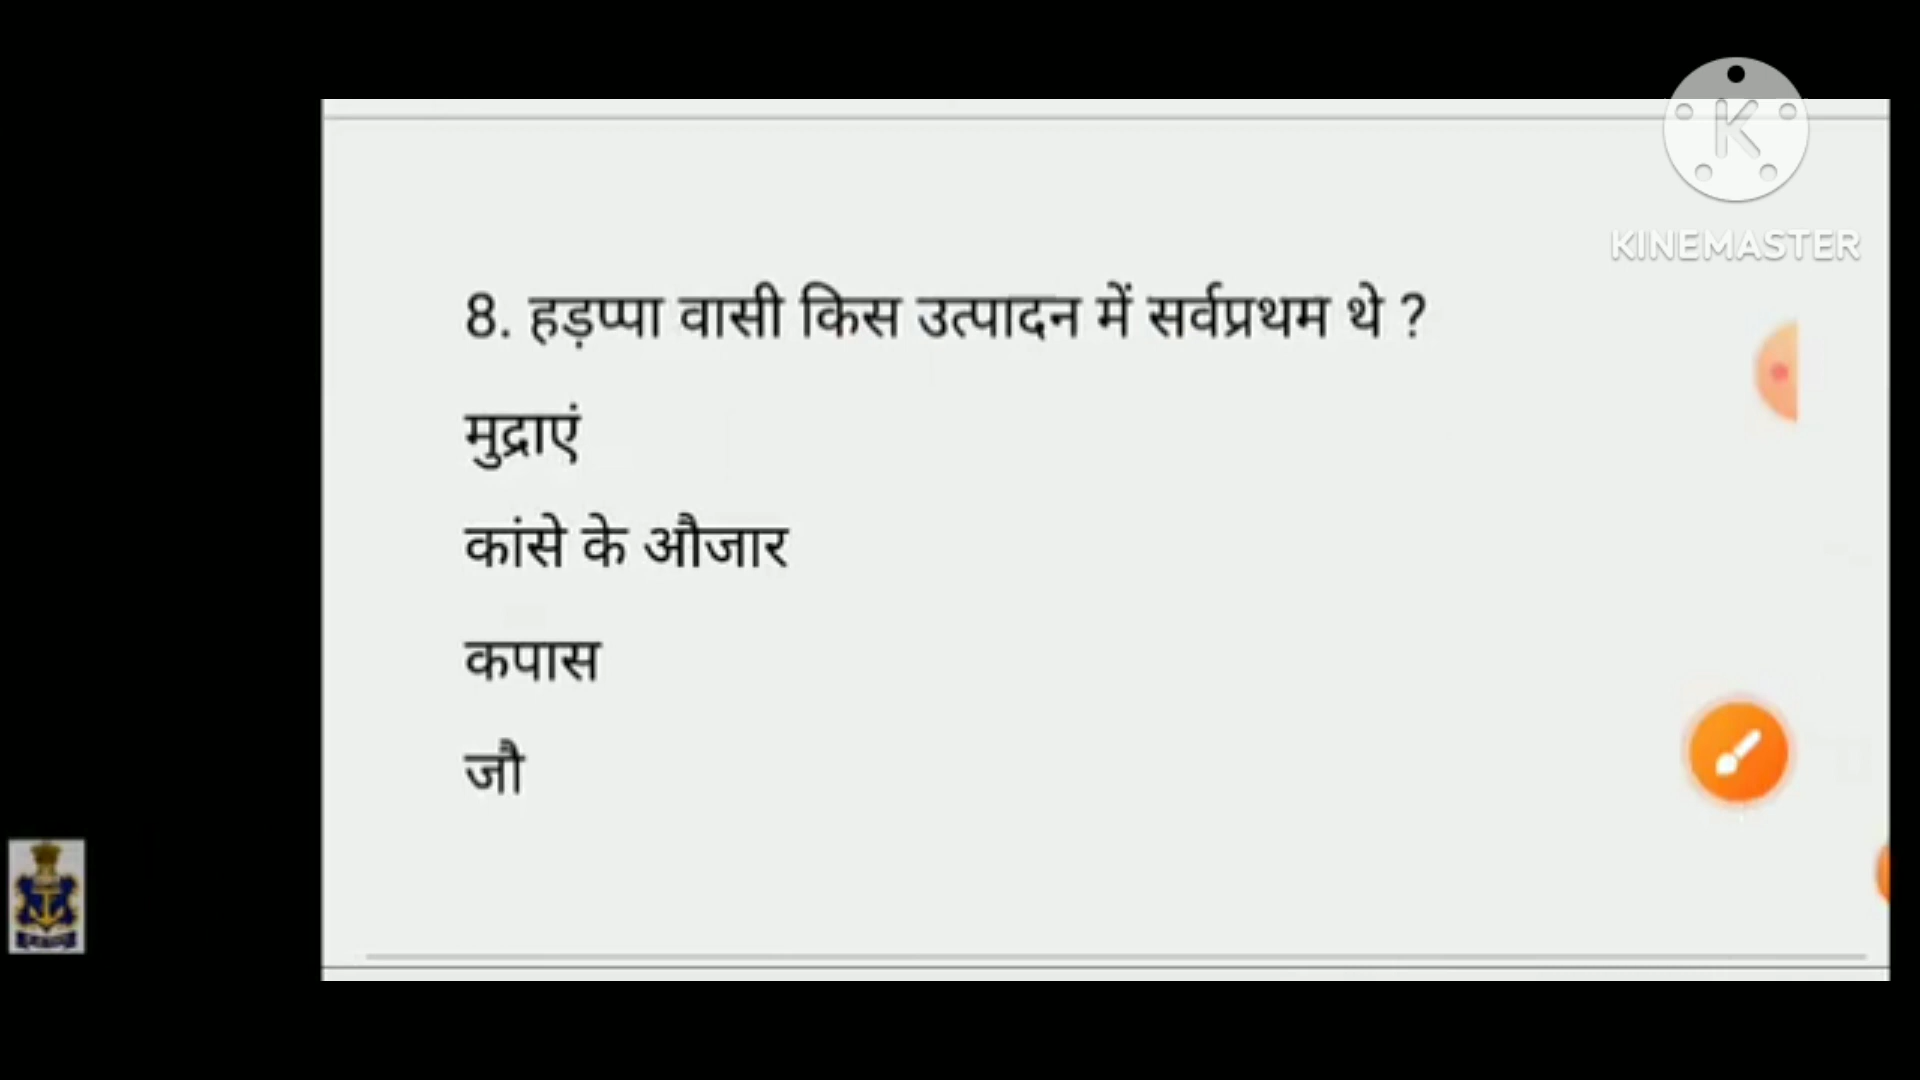 KINEMASTER
8. हड़प्पा वासी किस उत्पादन में सर्वप्रथम थे ?
मुद्राएं
कांसे के औजार
कपास
जौ